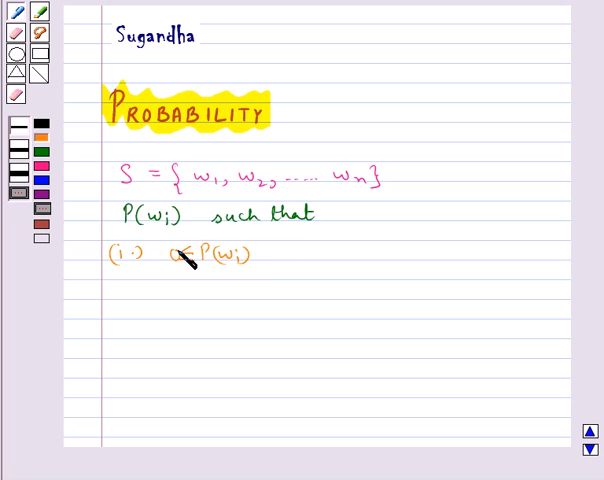 Sugandha
PROBABILITY
S = { w₁, w₂, ..... wₙ}
P(wᵢ) such that
(i.) 0 ≤ P(wᵢ)